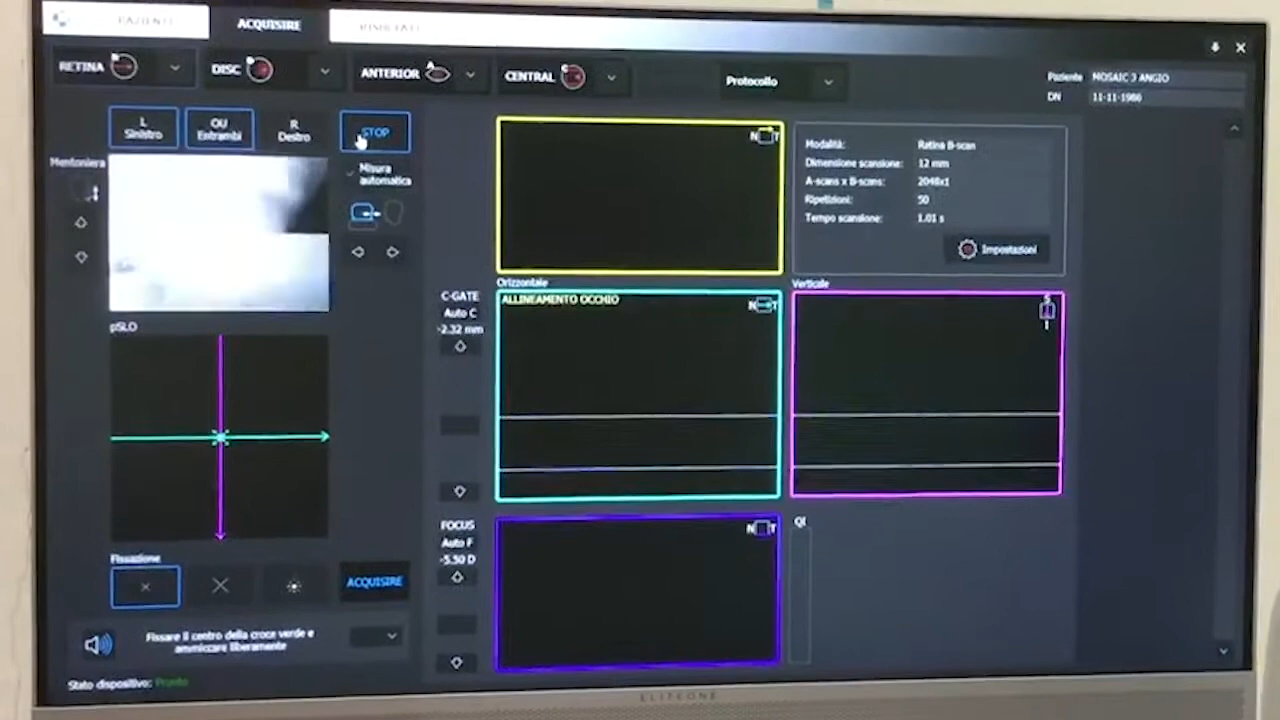 PAZIENTE
ACQUISIRE
RISULTATI
RETINA
DISC
ANTERIOR
CENTRAL
Protocollo
Paziente MOSAIC 3 ANGIO
DN 11-11-1986
L
Sinistro
OU
Entrambi
R
Destro
STOP
Mentoniera
Misura
automatica
N T
Modalità: Retina B-scan
Dimensione scansione: 12 mm
A-scans x B-scans: 2048x1
Ripetizioni: 50
Tempo scansione: 1.01 s
Impostazioni
Orizzontale
Verticale
C-GATE
Auto C
-2.32 mm
ALLINEAMENTO OCCHIO
N T
S
I
pSLO
FOCUS
Auto F
-5.50 D
N T
QI
Fissazione
ACQUISIRE
Fissare il centro della croce verde e
ammiccare liberamente
Stato dispositivo: Pronto
ELITEONE